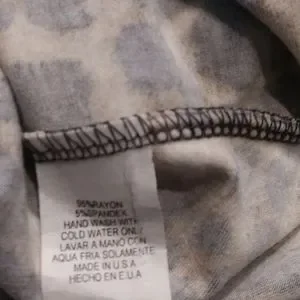 95%RAYON
5%SPANDEX
HAND WASH WITH
COLD WATER ONLY
LAVAR A MANO CON
AQUA FRIA SOLAMENTE
MADE IN U.S.A
HECHO EN E.U.A